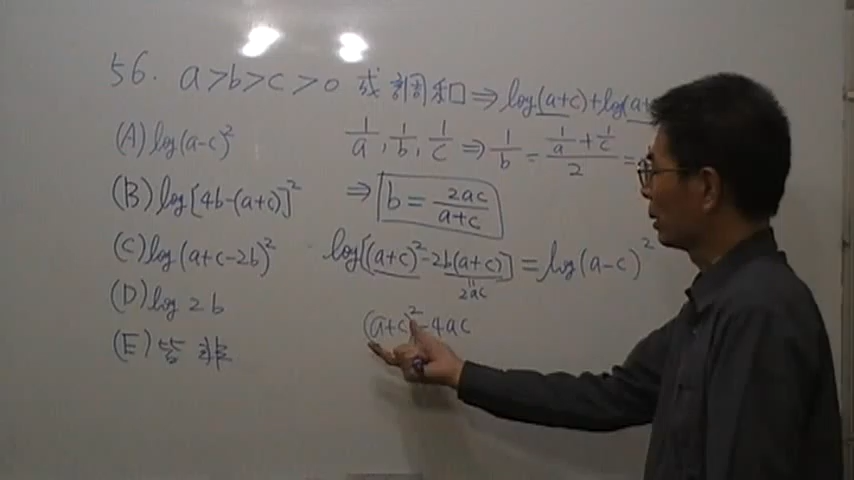 56. a>b>c>0 或 調和 ⇒ log(a+c)+log(a+
(A) log(a-c)²
1/a , 1/b , 1/c ⇒ 1/b = (1/a + 1/c)/2 =
(B) log[4b-(a+c)]²
⇒ b = 2ac/(a+c)
(C) log(a+c-2b)²
log[(a+c)²-2b(a+c)] = log(a-c)²
2ac
(D) log 2b
(a+c)²-4ac
(E) 皆非